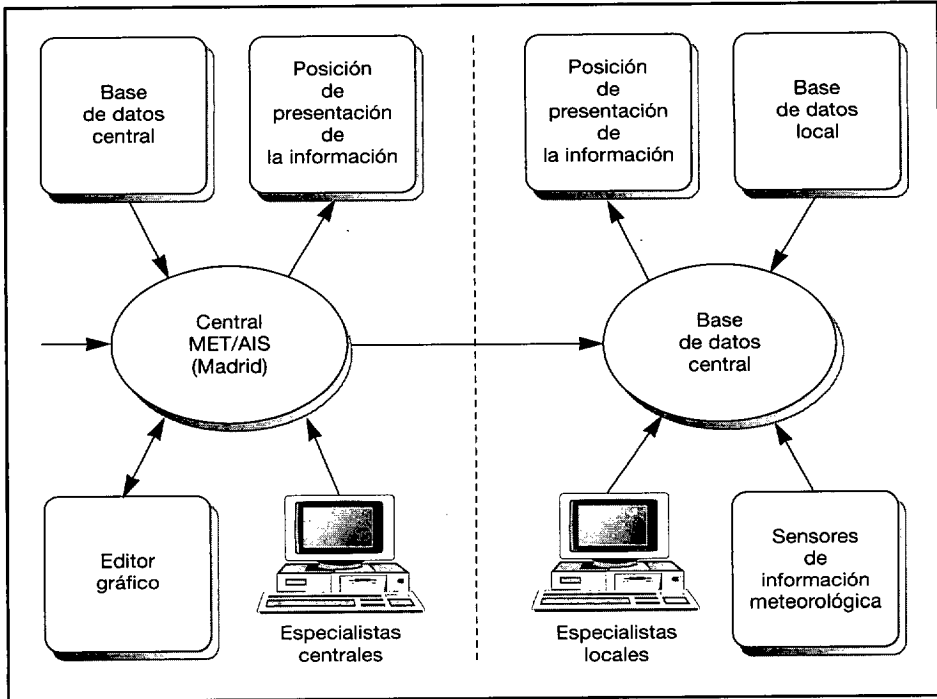 Base
de datos
central
Posición
de
presentación
de
la información
Posición
de
presentación
de
la información
Base
de datos
local
Central
MET/AIS
(Madrid)
Base
de datos
central
Editor
gráfico
Especialistas
centrales
Especialistas
locales
Sensores
de
información
meteorológica